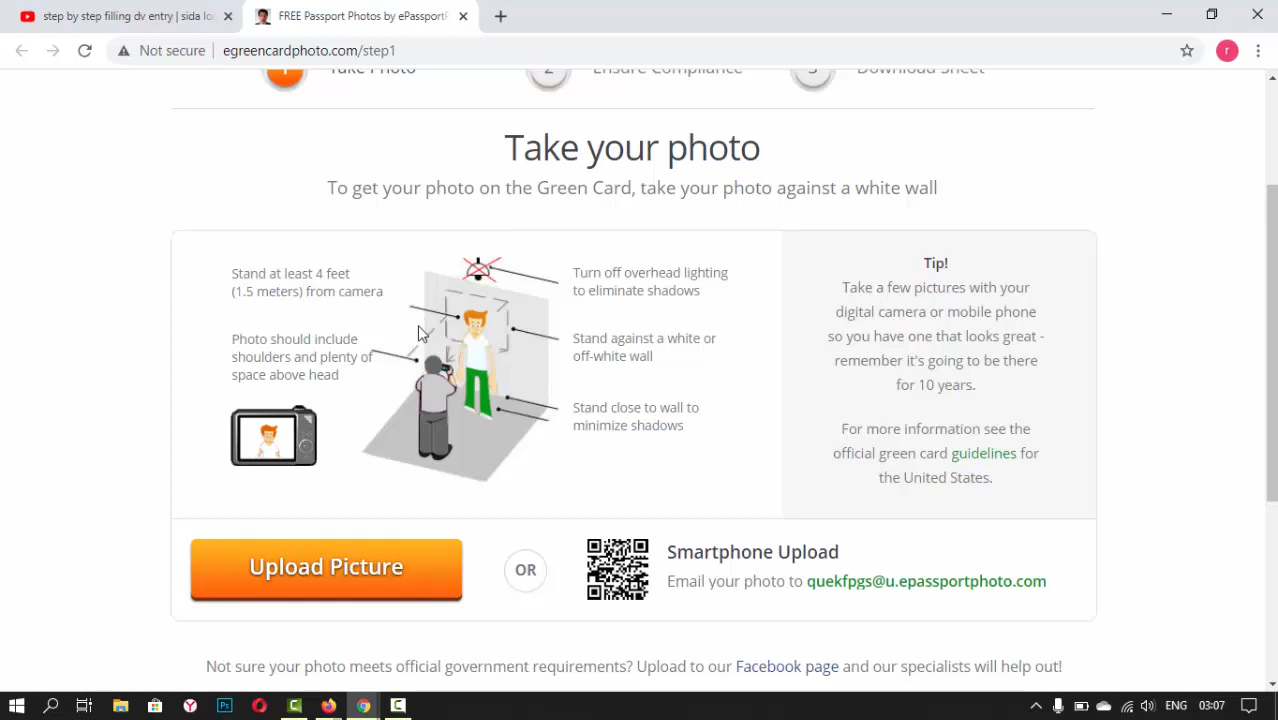 step by step filling dv entry | sida lo
FREE Passport Photos by ePassportP
Not secure
egreencardphoto.com/step1
r
1
Take Photo
2
Ensure Compliance
3
Download Sheet
Take your photo
To get your photo on the Green Card, take your photo against a white wall
Stand at least 4 feet
(1.5 meters) from camera
Photo should include
shoulders and plenty of
space above head
Turn off overhead lighting
to eliminate shadows
Stand against a white or
off-white wall
Stand close to wall to
minimize shadows
Tip!
Take a few pictures with your
digital camera or mobile phone
so you have one that looks great -
remember it's going to be there
for 10 years.
For more information see the
official green card guidelines for
the United States.
Upload Picture
OR
Smartphone Upload
Email your photo to quekfpgs@u.epassportphoto.com
Not sure your photo meets official government requirements? Upload to our Facebook page and our specialists will help out!
Ps
ENG
03:07